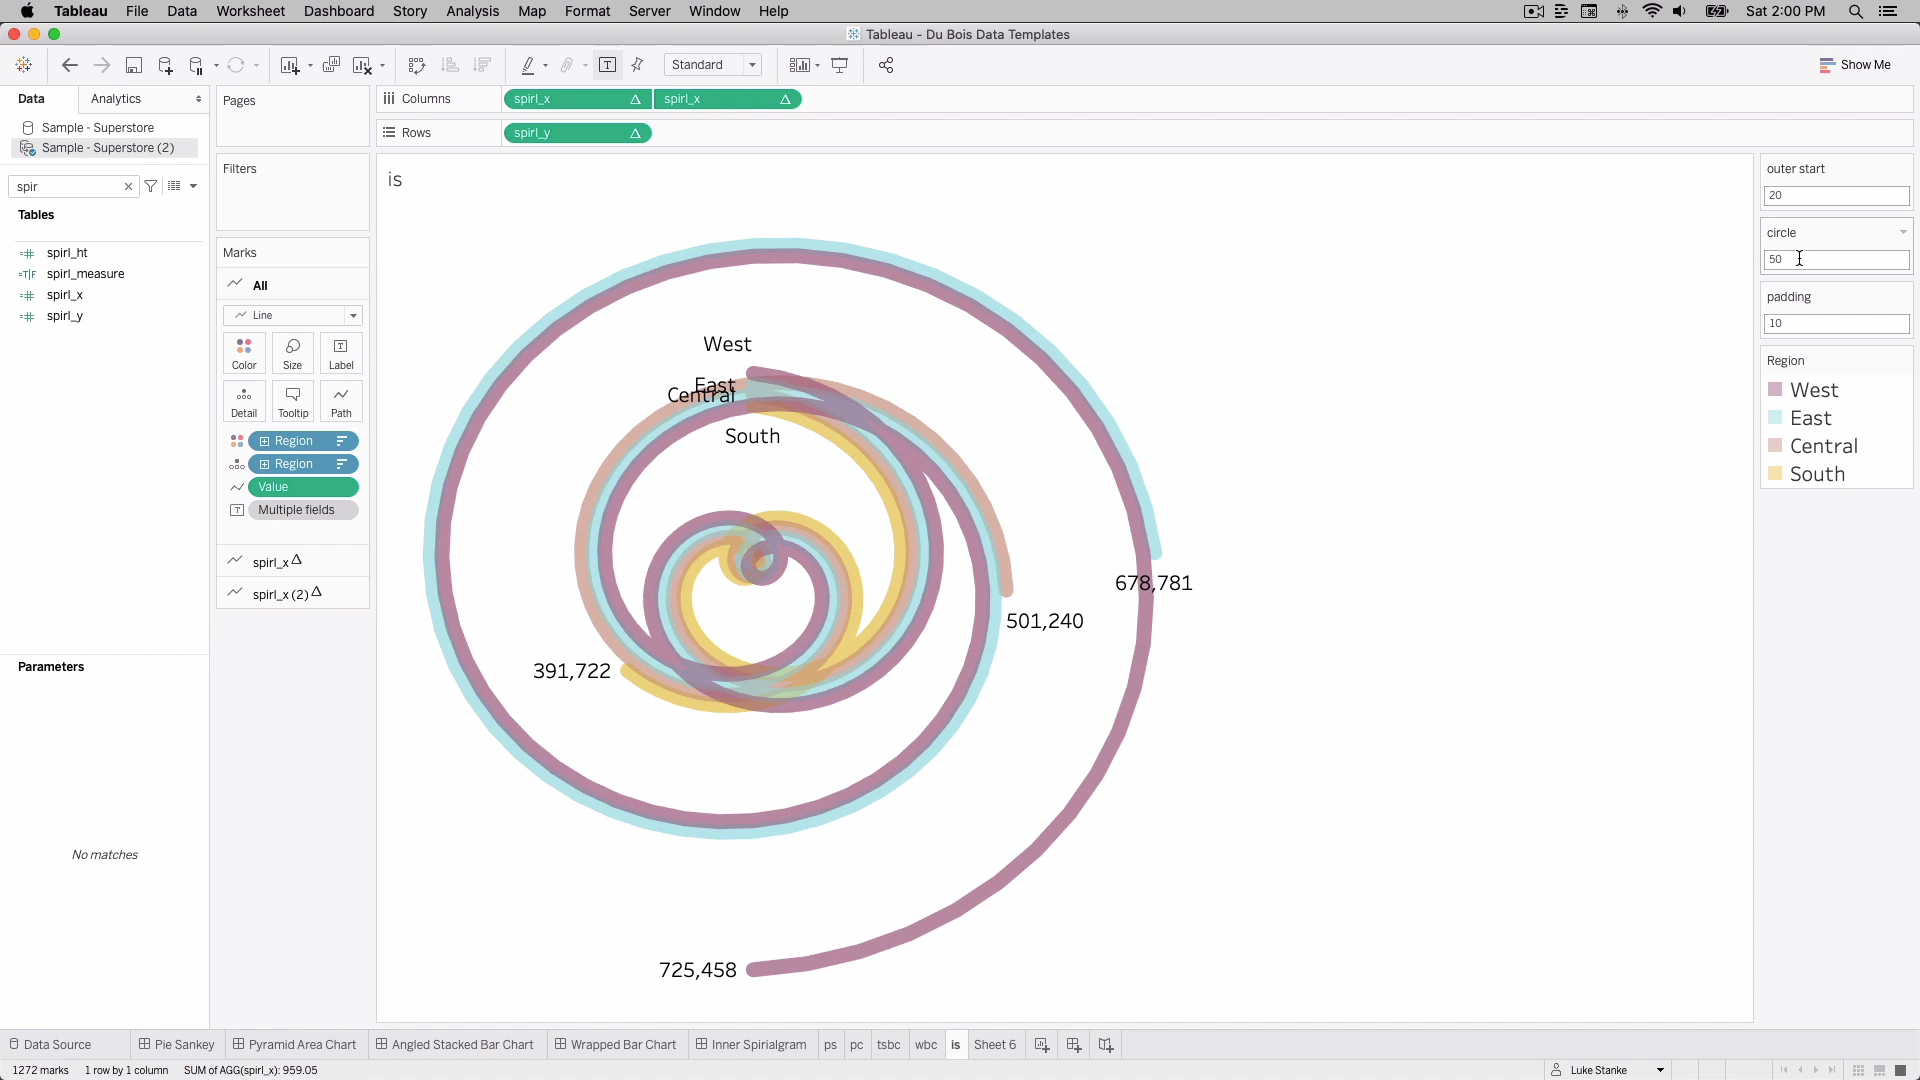 Tableau File Data Worksheet Dashboard Story Analysis Map Format Server Window Help Sat 2:00 PM
Tableau - Du Bois Data Templates
Standard Show Me
Data Analytics
Sample - Superstore
Sample - Superstore (2)
spir
Tables
spirl_ht
spirl_measure
spirl_x
spirl_y
Parameters
No matches
Pages
Filters
Marks
All
Line
Color Size Label
Detail Tooltip Path
Region
Region
Value
Multiple fields
spirl_x
spirl_x (2)
Columns spirl_x spirl_x
Rows spirl_y
is
West
East
Central
South
678,781
501,240
391,722
725,458
outer start
20
circle
50
padding
10
Region
West
East
Central
South
Data Source Pie Sankey Pyramid Area Chart Angled Stacked Bar Chart Wrapped Bar Chart Inner Spirialgram ps pc tsbc wbc is Sheet 6
1272 marks 1 row by 1 column SUM of AGG(spirl_x): 959.05 Luke Stanke